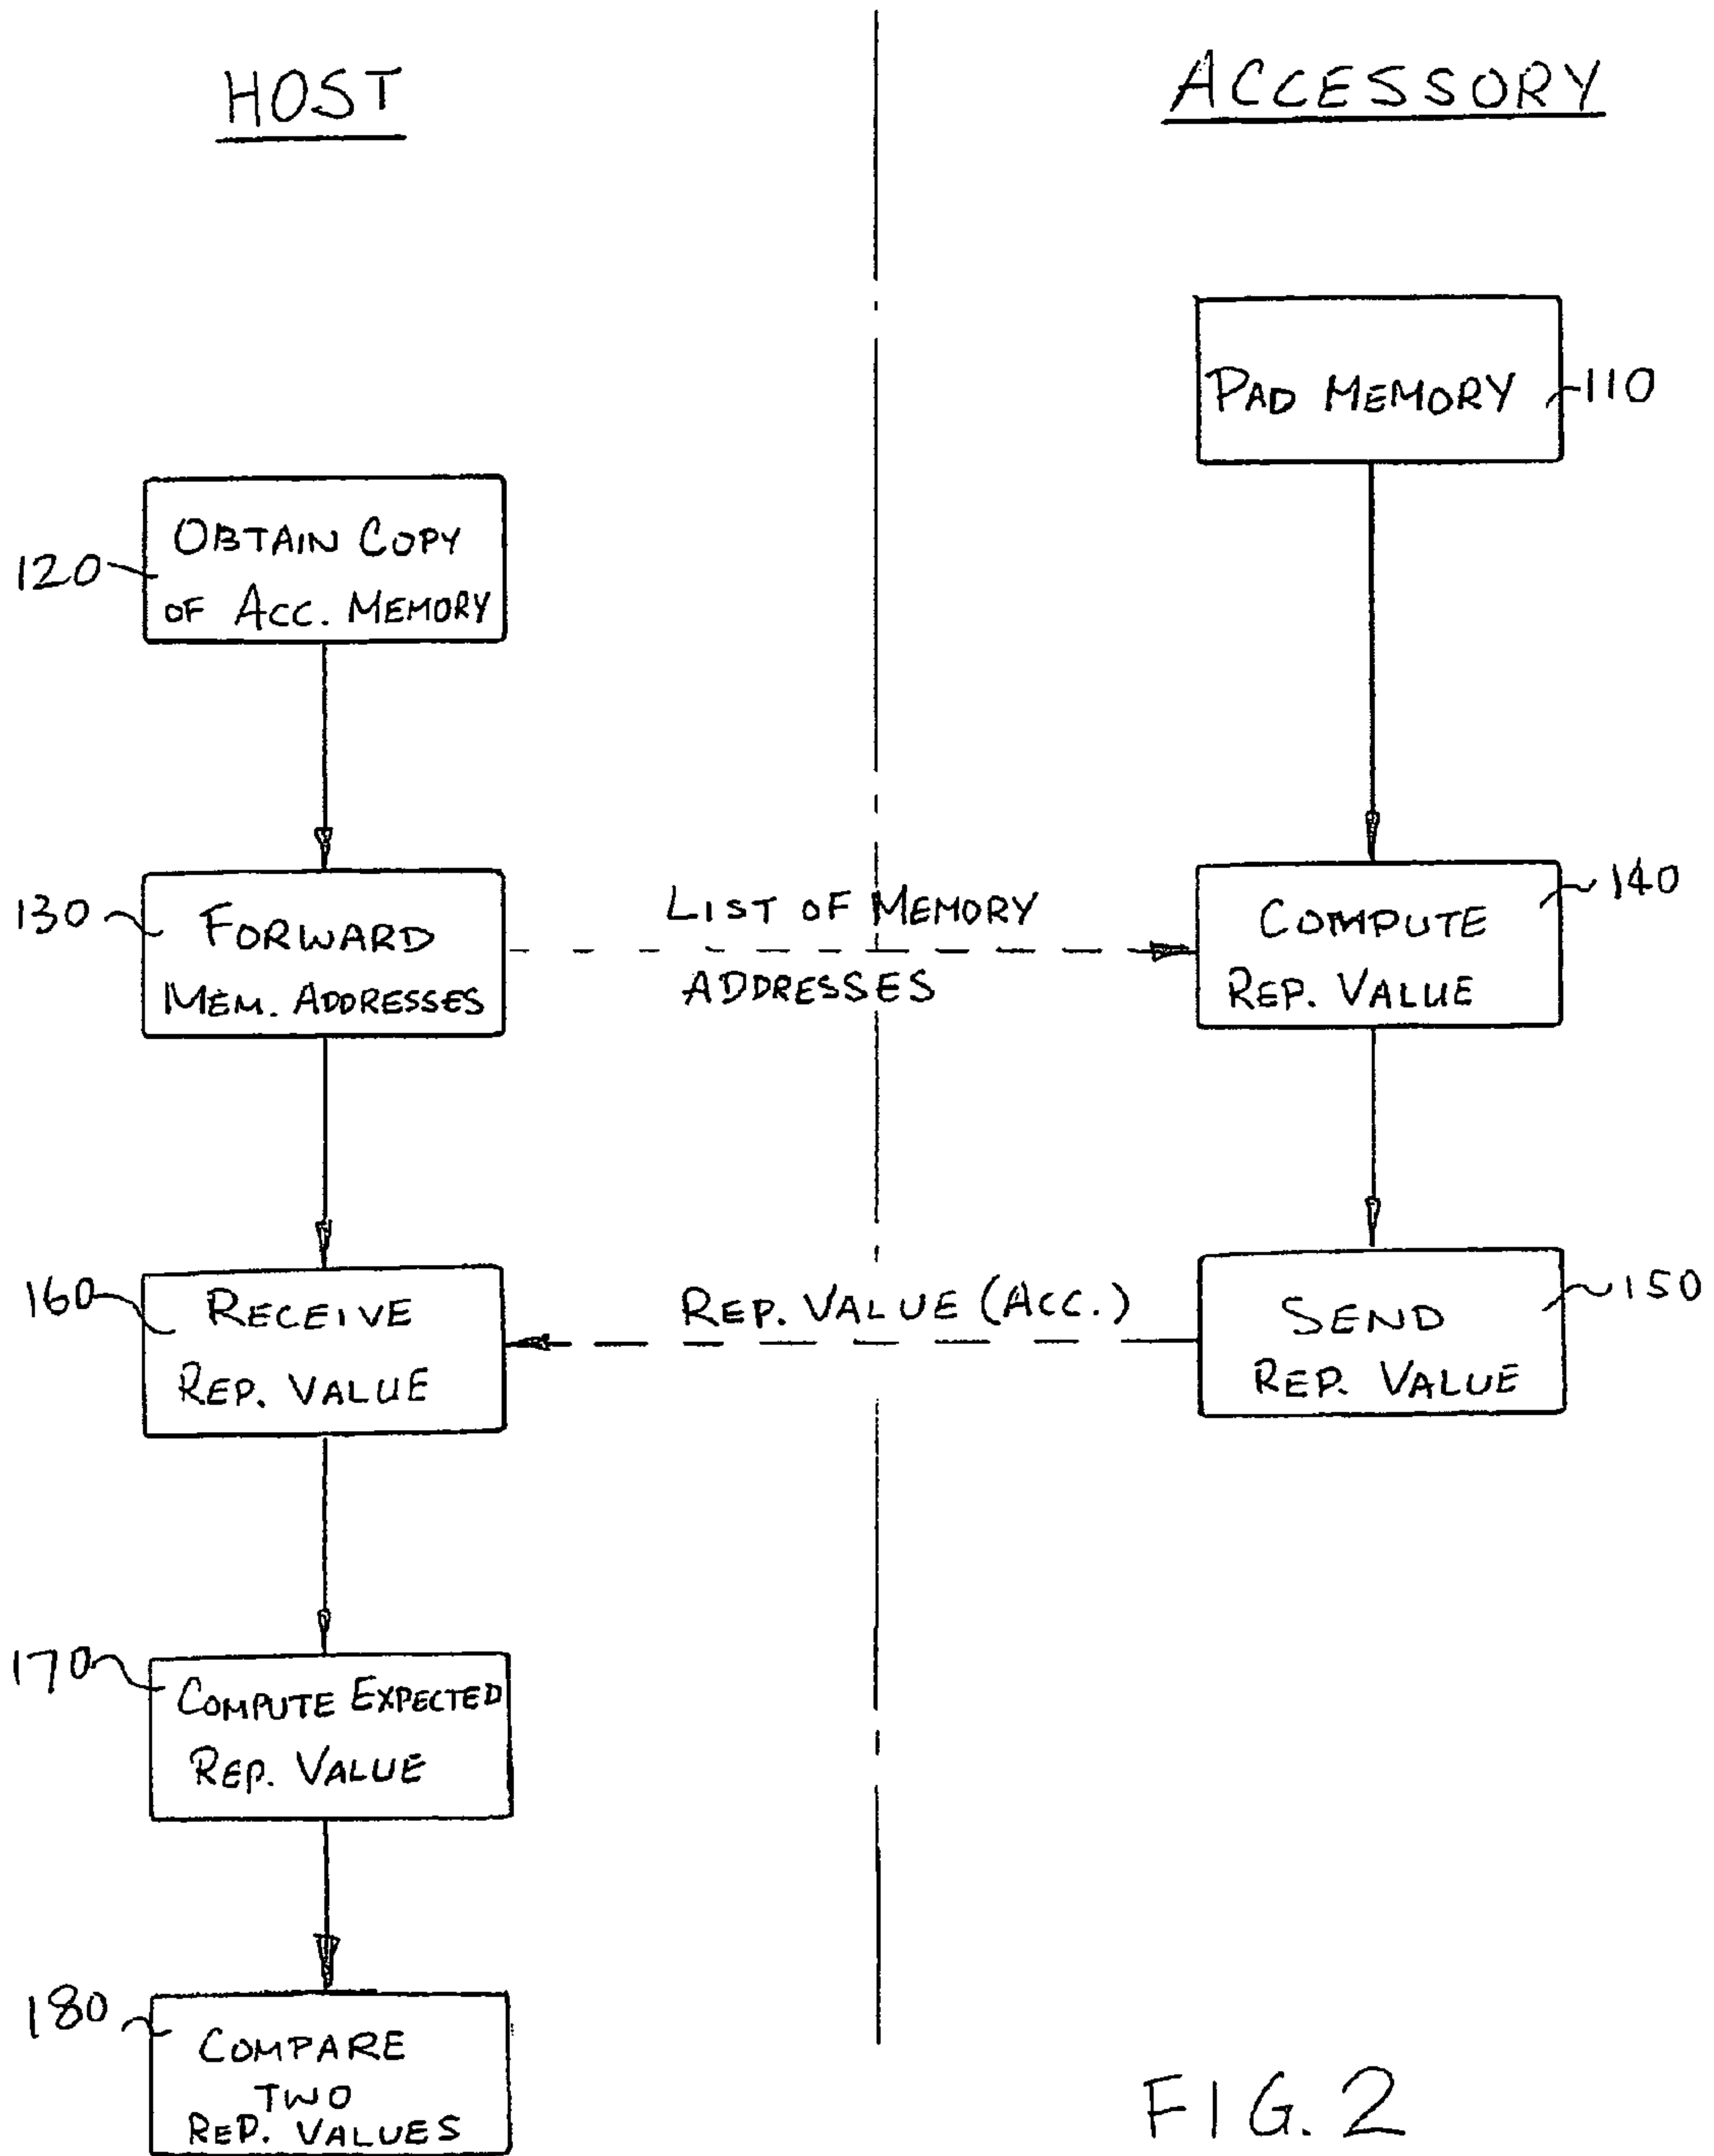 HOST
ACCESSORY
PAD MEMORY
110
OBTAIN COPY
OF ACC. MEMORY
120
130
FORWARD
MEM. ADDRESSES
LIST OF MEMORY
ADDRESSES
COMPUTE
REP. VALUE
140
160
RECEIVE
REP. VALUE
REP. VALUE (ACC.)
SEND
REP. VALUE
150
170
COMPUTE EXPECTED
REP. VALUE
180
COMPARE
TWO
REP. VALUES
FIG. 2